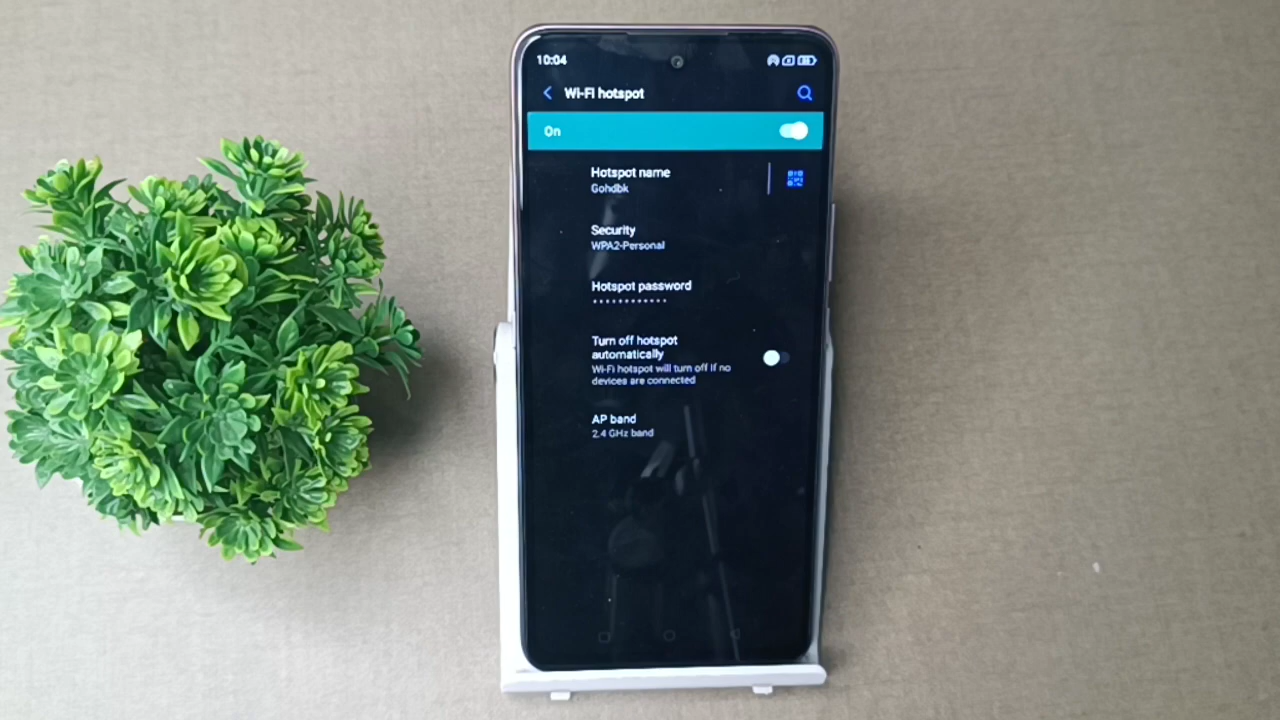 10:04
Wi-Fi hotspot
On
Hotspot name
Gohdbk
Security
WPA2-Personal
Hotspot password
••••••••••••
Turn off hotspot
automatically
Wi-Fi hotspot will turn off if no
devices are connected
AP band
2.4 GHz band